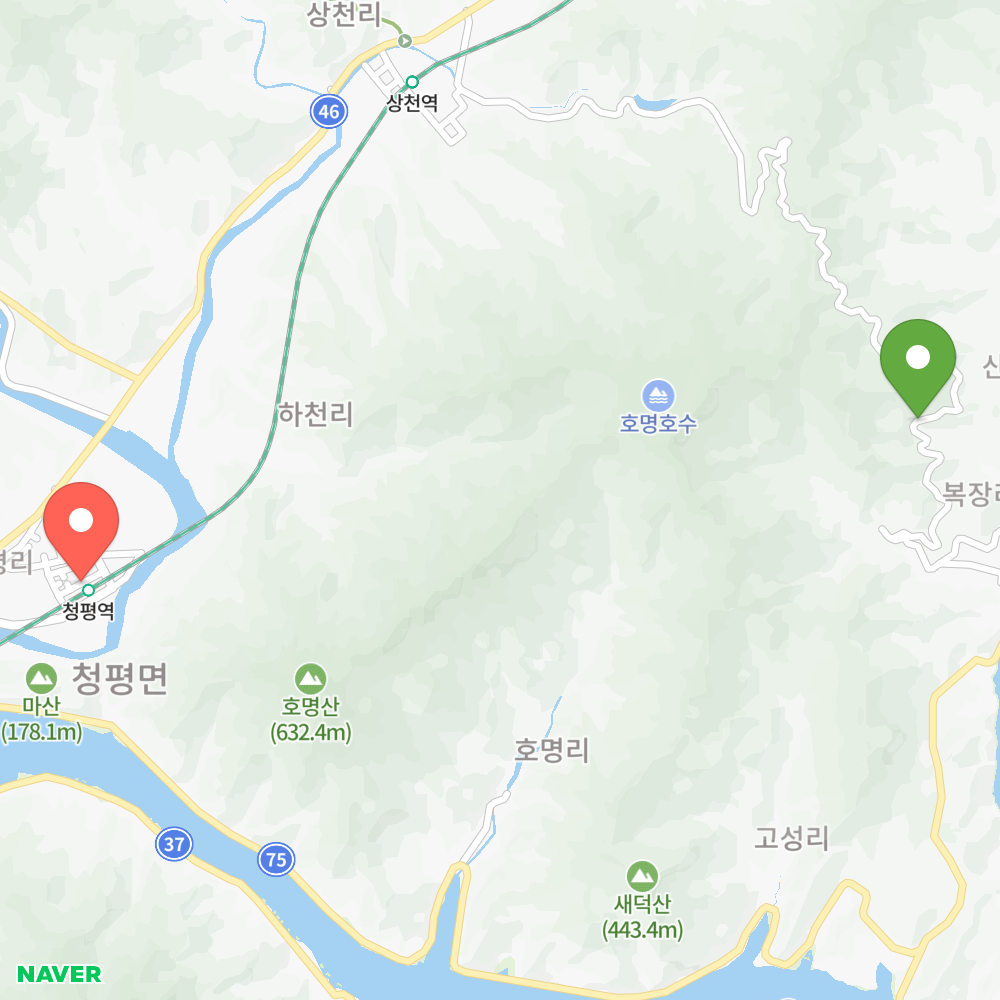 상천리
46
상천역
하천리
호명호수
복장리
청평역
청평면
마산
(178.1m)
호명산
(632.4m)
호명리
37
75
고성리
새덕산
(443.4m)
NAVER